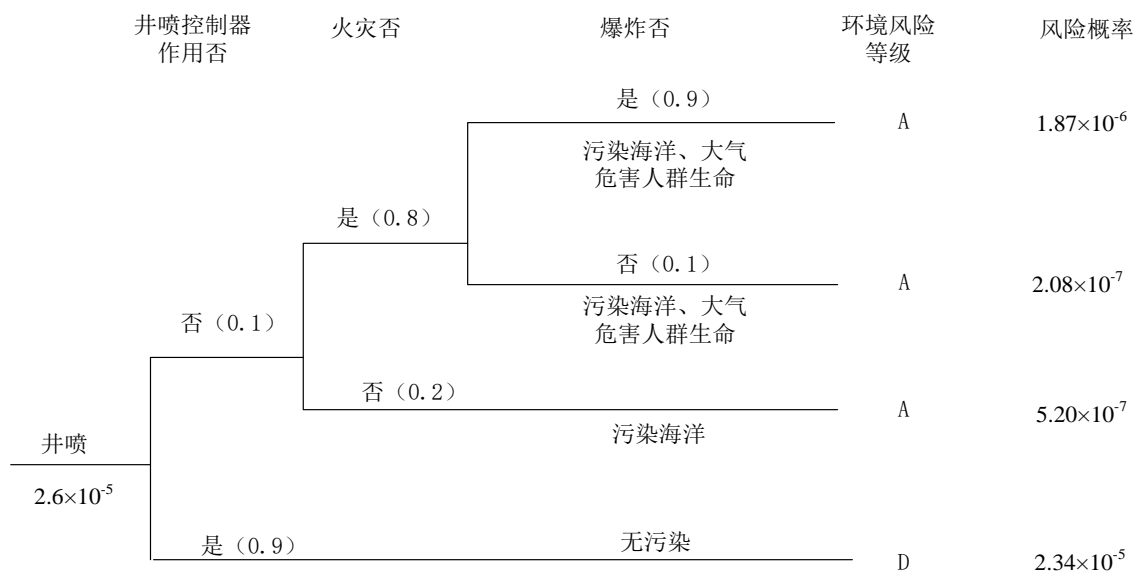 井喷控制器
作用否
火灾否
爆炸否
环境风险
等级
风险概率
是（0.9）
污染海洋、大气
危害人群生命
A
1.87×10-6
是（0.8）
否（0.1）
污染海洋、大气
危害人群生命
A
2.08×10-7
否（0.1）
否（0.2）
污染海洋
A
5.20×10-7
井喷
2.6×10-5
是（0.9）
无污染
D
2.34×10-5